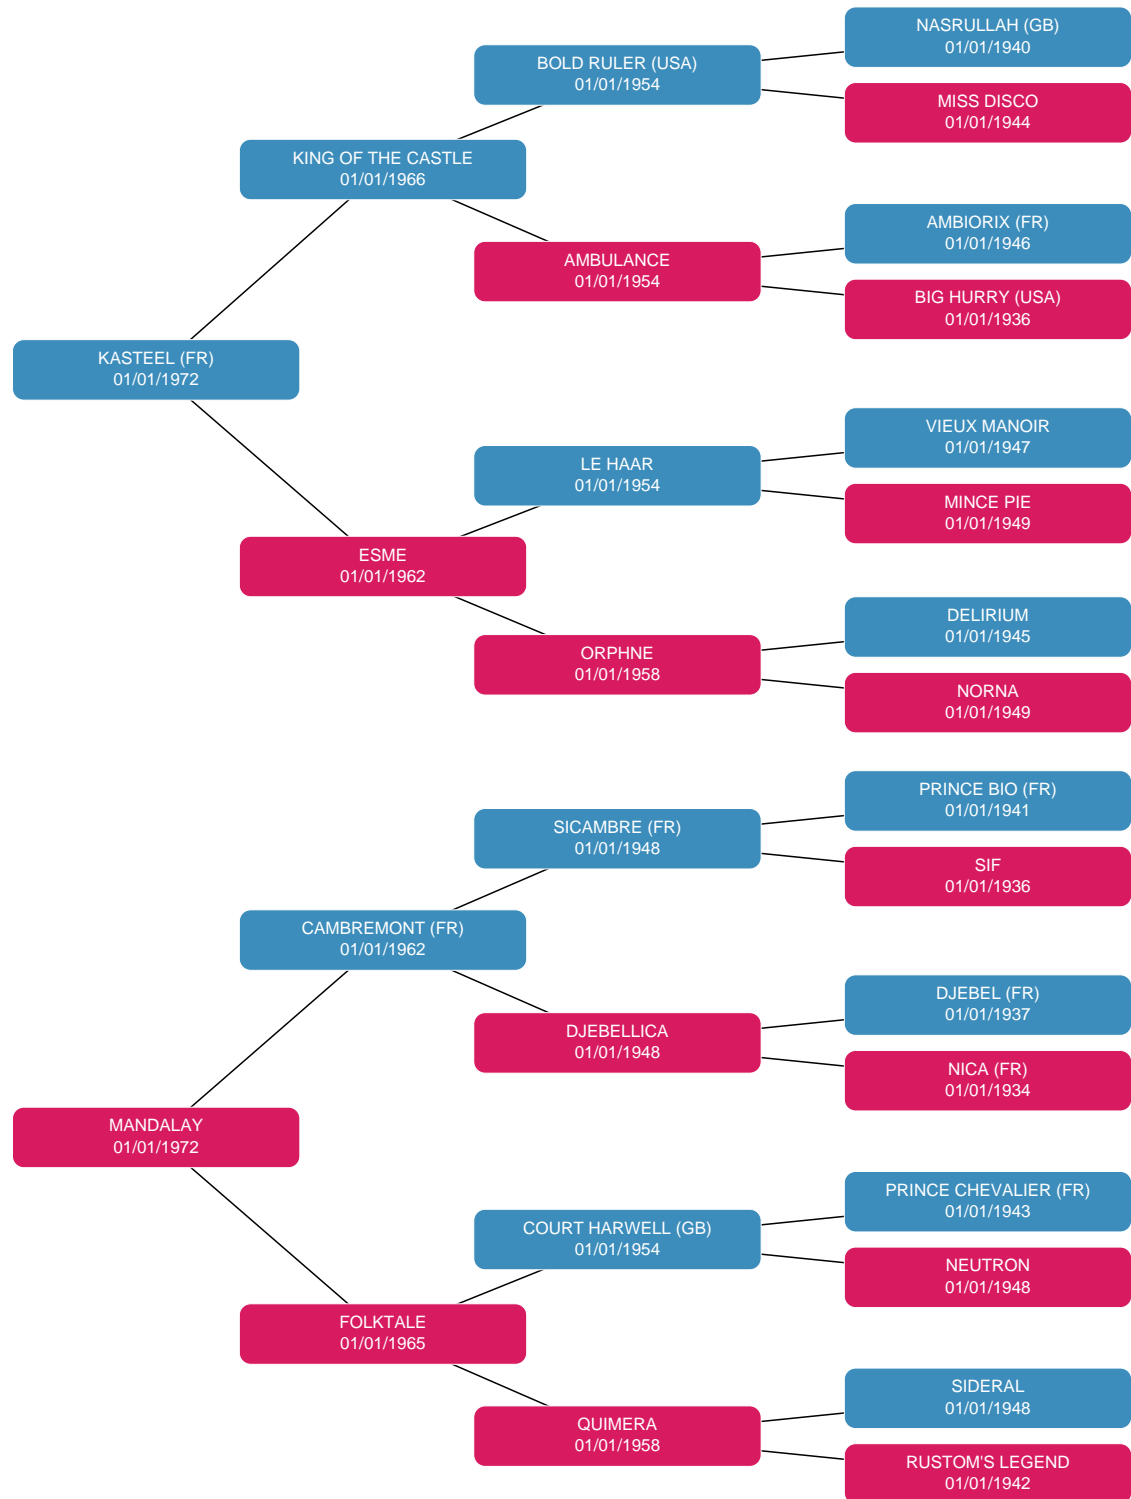 NASRULLAH (GB)
01/01/1940
BOLD RULER (USA)
01/01/1954
MISS DISCO
01/01/1944
KING OF THE CASTLE
01/01/1966
AMBIORIX (FR)
01/01/1946
AMBULANCE
01/01/1954
BIG HURRY (USA)
01/01/1936
KASTEEL (FR)
01/01/1972
VIEUX MANOIR
01/01/1947
LE HAAR
01/01/1954
MINCE PIE
01/01/1949
ESME
01/01/1962
DELIRIUM
01/01/1945
ORPHNE
01/01/1958
NORNA
01/01/1949
PRINCE BIO (FR)
01/01/1941
SICAMBRE (FR)
01/01/1948
SIF
01/01/1936
CAMBREMONT (FR)
01/01/1962
DJEBEL (FR)
01/01/1937
DJEBELLICA
01/01/1948
NICA (FR)
01/01/1934
MANDALAY
01/01/1972
PRINCE CHEVALIER (FR)
01/01/1943
COURT HARWELL (GB)
01/01/1954
NEUTRON
01/01/1948
FOLKTALE
01/01/1965
SIDERAL
01/01/1948
QUIMERA
01/01/1958
RUSTOM'S LEGEND
01/01/1942